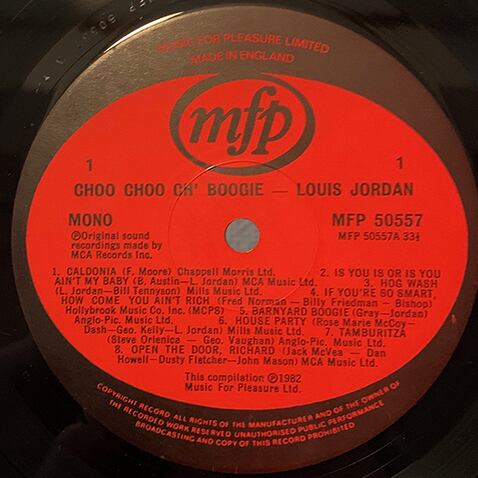 MUSIC FOR PLEASURE LIMITED
MADE IN ENGLAND
mfp
1 1
CHOO CHOO CH' BOOGIE — LOUIS JORDAN
MONO MFP 50557
℗Original sound MFP 50557A 33⅓
recordings made by
MCA Records Inc.
1. CALDONIA (F. Moore) Chappell Morris Ltd. 2. IS YOU IS OR IS YOU
AIN'T MY BABY (B. Austin—L. Jordan) MCA Music Ltd. 3. HOG WASH
(L. Jordan—Bill Tennyson) Mills Music Ltd. 4. IF YOU'RE SO SMART,
HOW COME YOU AIN'T RICH (Fred Norman — Billy Friedman — Bishop)
Hollybrook Music Co. Inc. (MCPS) 5. BARNYARD BOOGIE (Gray—Jordan)
Anglo-Pic. Music Ltd. 6. HOUSE PARTY (Rose Marie McCoy—
Dash—Geo. Kelly—L. Jordan) Mills Music Ltd. 7. TAMBURITZA
(Steve Orlenica — Geo. Vaughan) Anglo-Pic. Music Ltd.
8. OPEN THE DOOR, RICHARD (Jack McVea — Dan
Howell—Dusty Fletcher—John Mason) MCA Music Ltd.
This compilation ℗1982
Music For Pleasure Ltd.
COPYRIGHT RECORD ALL RIGHTS OF THE MANUFACTURER AND OF THE OWNER OF
THE RECORDED WORK RESERVED UNAUTHORISED PUBLIC PERFORMANCE
BROADCASTING AND COPY OF THIS RECORD PROHIBITED